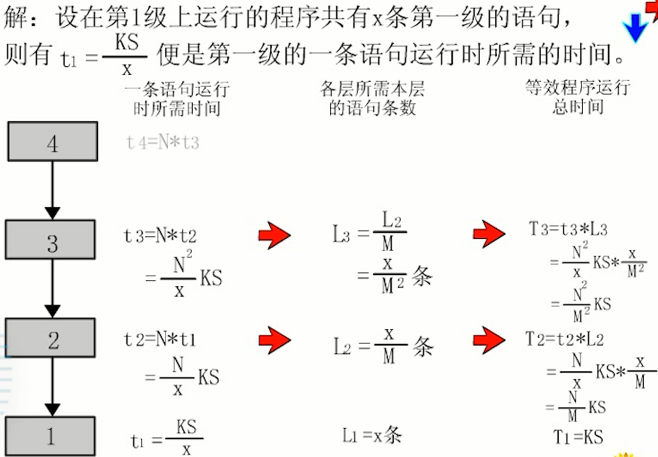 解：设在第1级上运行的程序共有x条第一级的语句，
则有 t₁ = KS/x 便是第一级的一条语句运行时所需的时间。
一条语句运行 各层所需本层 等效程序运行
时所需时间 的语句条数 总时间
4 t4=N*t3
3 t3=N*t2 L3=L2/M T3=t3*L3
=N²/x KS =x/M² 条 =N²/x KS*x/M²
=N²/M² KS
2 t2=N*t1 L2=x/M 条 T2=t2*L2
=N/x KS =N/x KS*x/M
=N/M KS
1 t₁=KS/x L1=x条 T1=KS